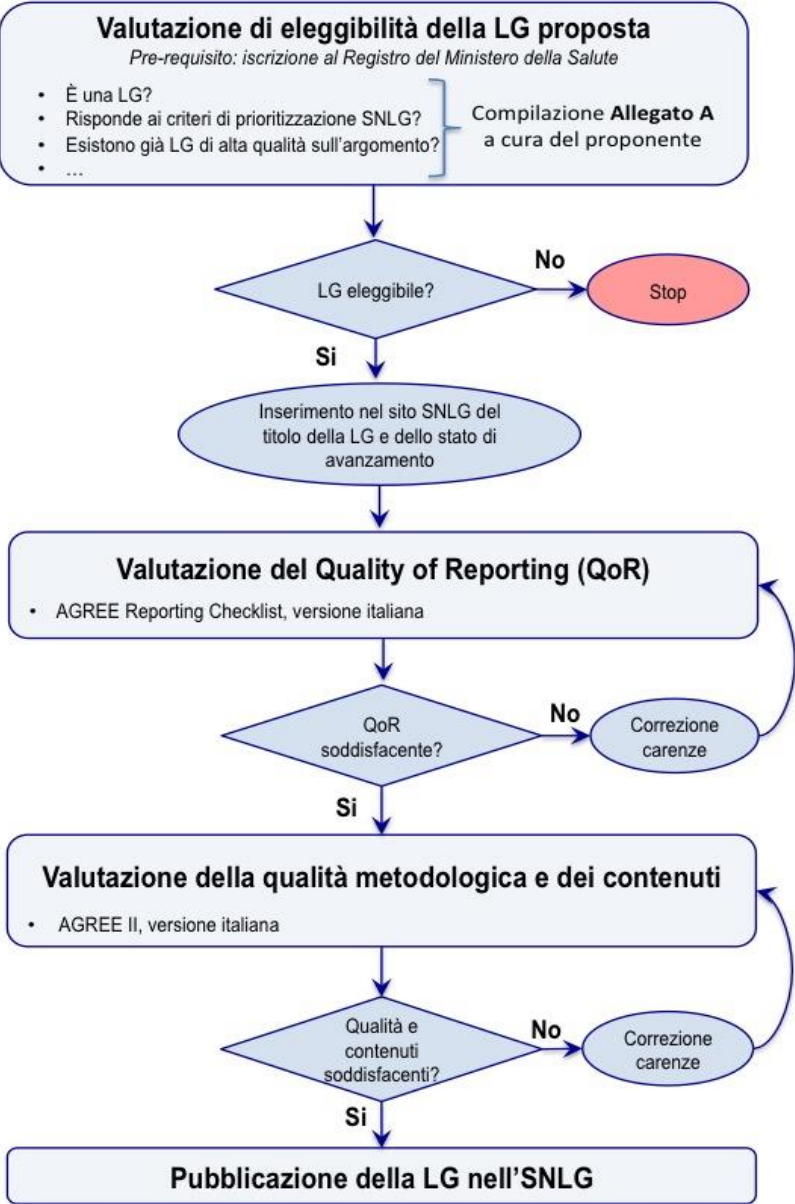 Valutazione di eleggibilità della LG proposta
Pre-requisito: iscrizione al Registro del Ministero della Salute
• È una LG?
• Risponde ai criteri di prioritizzazione SNLG?
• Esistono già LG di alta qualità sull'argomento?
• ...
Compilazione Allegato A
a cura del proponente
LG eleggibile?
No
Stop
Si
Inserimento nel sito SNLG del
titolo della LG e dello stato di
avanzamento
Valutazione del Quality of Reporting (QoR)
• AGREE Reporting Checklist, versione italiana
QoR
soddisfacente?
No
Correzione
carenze
Si
Valutazione della qualità metodologica e dei contenuti
• AGREE II, versione italiana
Qualità e
contenuti
soddisfacenti?
No
Correzione
carenze
Si
Pubblicazione della LG nell'SNLG